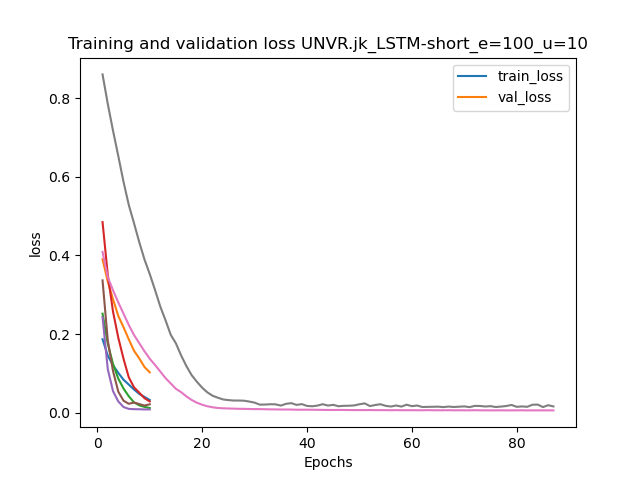 Training and validation loss UNVR.jk_LSTM-short_e=100_u=10
train_loss
val_loss
loss
0.8
0.6
0.4
0.2
0.0
0 20 40 60 80
Epochs